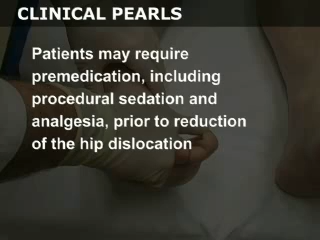 CLINICAL PEARLS
Patients may require
premedication, including
procedural sedation and
analgesia, prior to reduction
of the hip dislocation